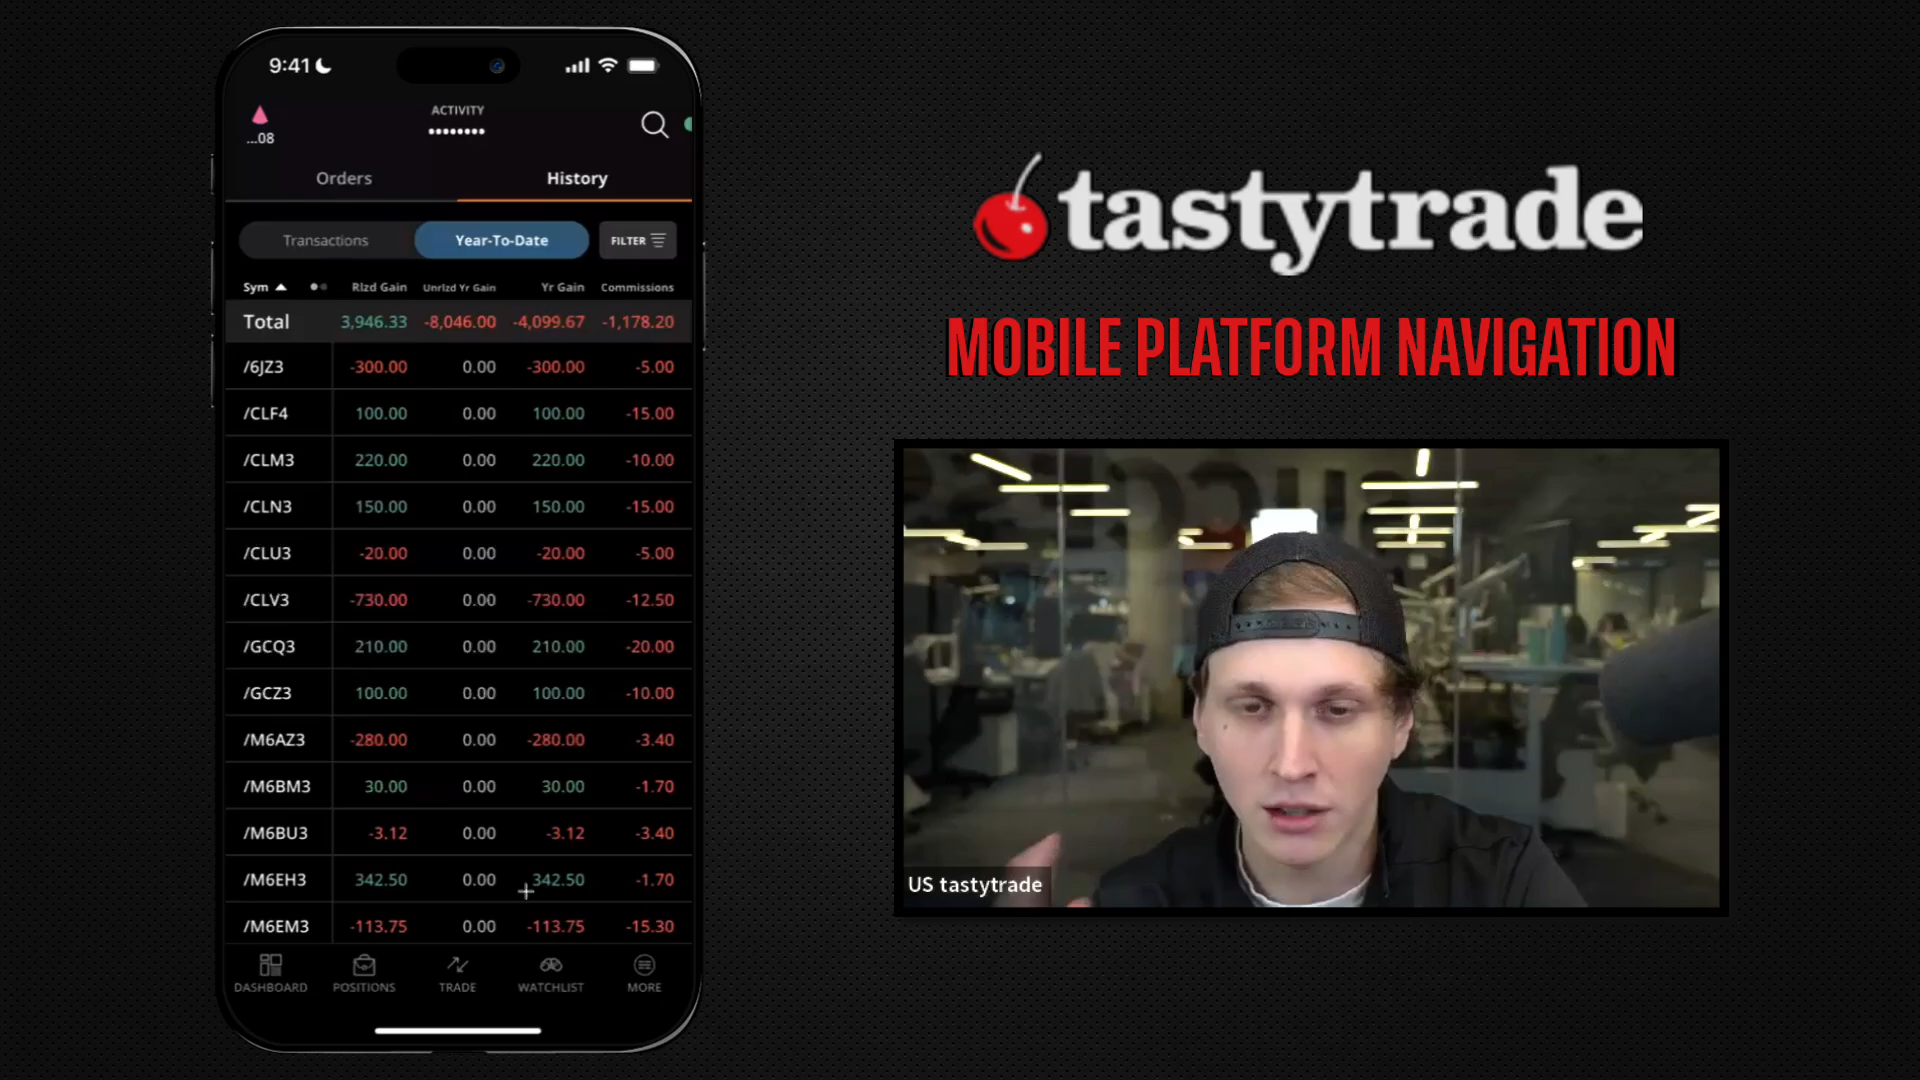 9:41
...08
ACTIVITY
••••••••
Orders
History
Transactions
Year-To-Date
FILTER
Sym Rlzd Gain Unrlzd Yr Gain Yr Gain Commissions
Total 3,946.33 -8,046.00 -4,099.67 -1,178.20
/6JZ3 -300.00 0.00 -300.00 -5.00
/CLF4 100.00 0.00 100.00 -15.00
/CLM3 220.00 0.00 220.00 -10.00
/CLN3 150.00 0.00 150.00 -15.00
/CLU3 -20.00 0.00 -20.00 -5.00
/CLV3 -730.00 0.00 -730.00 -12.50
/GCQ3 210.00 0.00 210.00 -20.00
/GCZ3 100.00 0.00 100.00 -10.00
/M6AZ3 -280.00 0.00 -280.00 -3.40
/M6BM3 30.00 0.00 30.00 -1.70
/M6BU3 -3.12 0.00 -3.12 -3.40
/M6EH3 342.50 0.00 342.50 -1.70
/M6EM3 -113.75 0.00 -113.75 -15.30
DASHBOARD POSITIONS TRADE WATCHLIST MORE
tastytrade
MOBILE PLATFORM NAVIGATION
US tastytrade